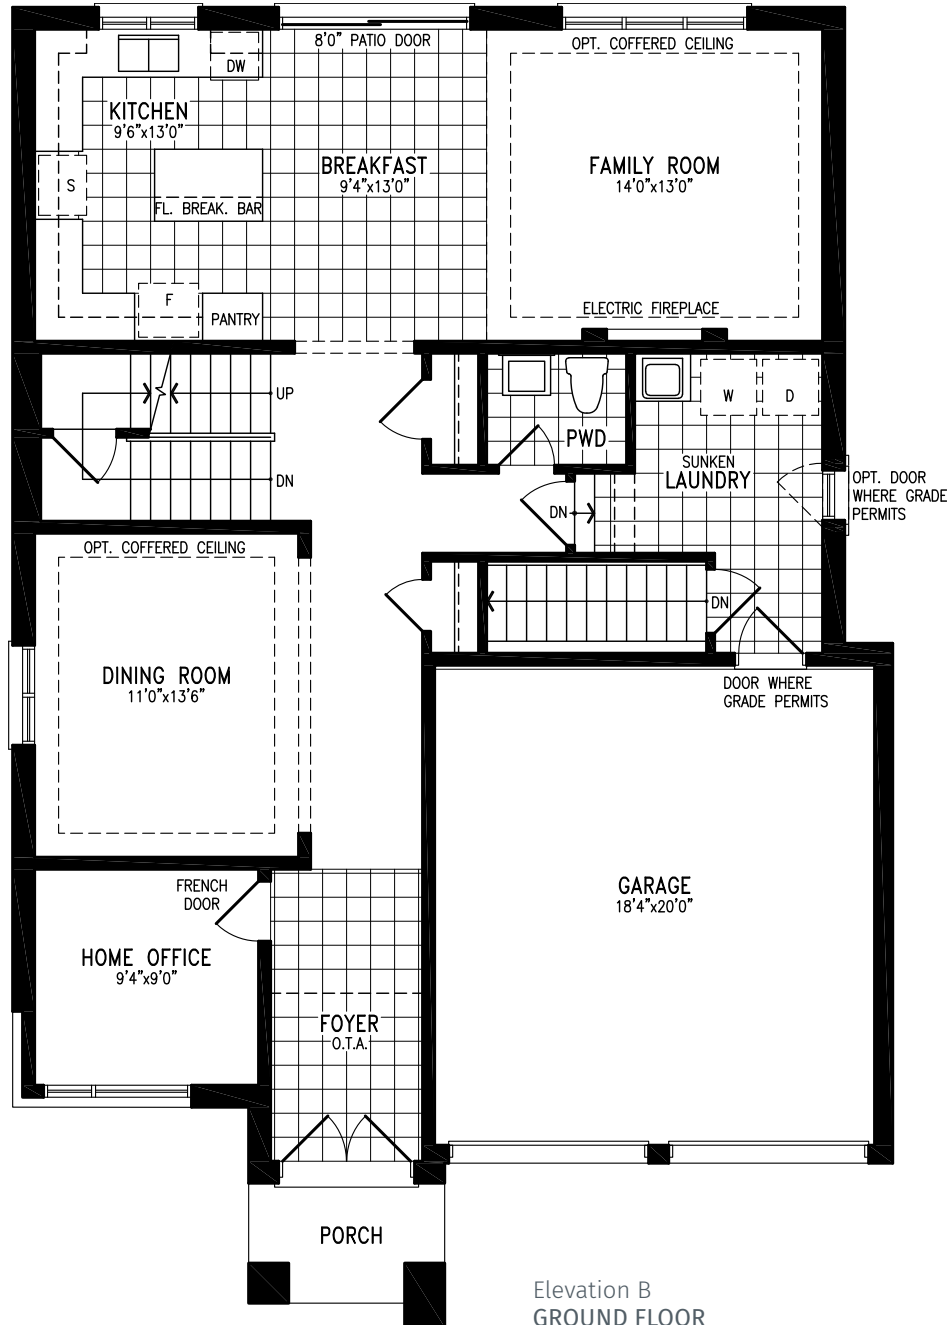 8'0" PATIO DOOR
OPT. COFFERED CEILING
DW
KITCHEN
9'6"x13'0"
BREAKFAST
9'4"x13'0"
FAMILY ROOM
14'0"x13'0"
S
FL. BREAK. BAR
F
PANTRY
ELECTRIC FIREPLACE
UP
W
D
PWD
SUNKEN
LAUNDRY
DN
DN
OPT. DOOR
WHERE GRADE
PERMITS
OPT. COFFERED CEILING
DN
DINING ROOM
11'0"x13'6"
DOOR WHERE
GRADE PERMITS
FRENCH
DOOR
GARAGE
18'4"x20'0"
HOME OFFICE
9'4"x9'0"
FOYER
O.T.A.
PORCH
Elevation B
GROUND FLOOR